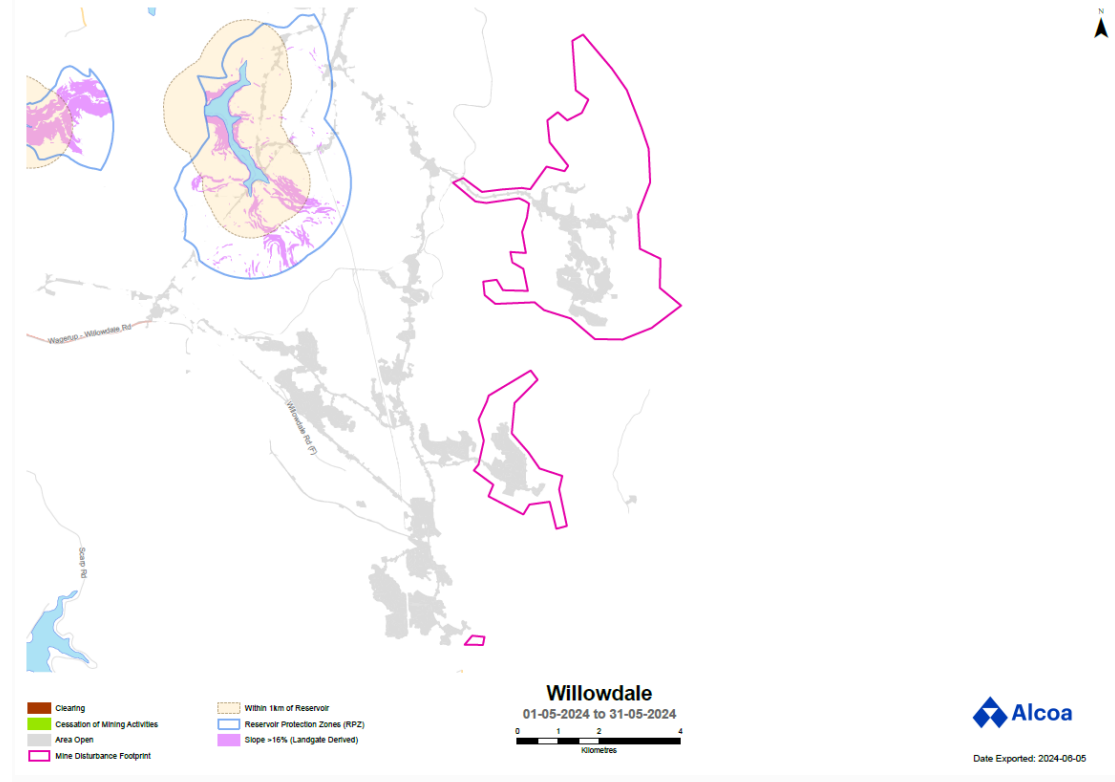 N
Wagerup - Willowdale Rd
Willowdale Rd (F)
Scarp Rd
Clearing
Cessation of Mining Activities
Area Open
Mine Disturbance Footprint
Within 1km of Reservoir
Reservoir Protection Zones (RPZ)
Slope >16% (Landgate Derived)
Willowdale
01-05-2024 to 31-05-2024
0 1 2 4
Kilometres
Alcoa
Date Exported: 2024-06-05